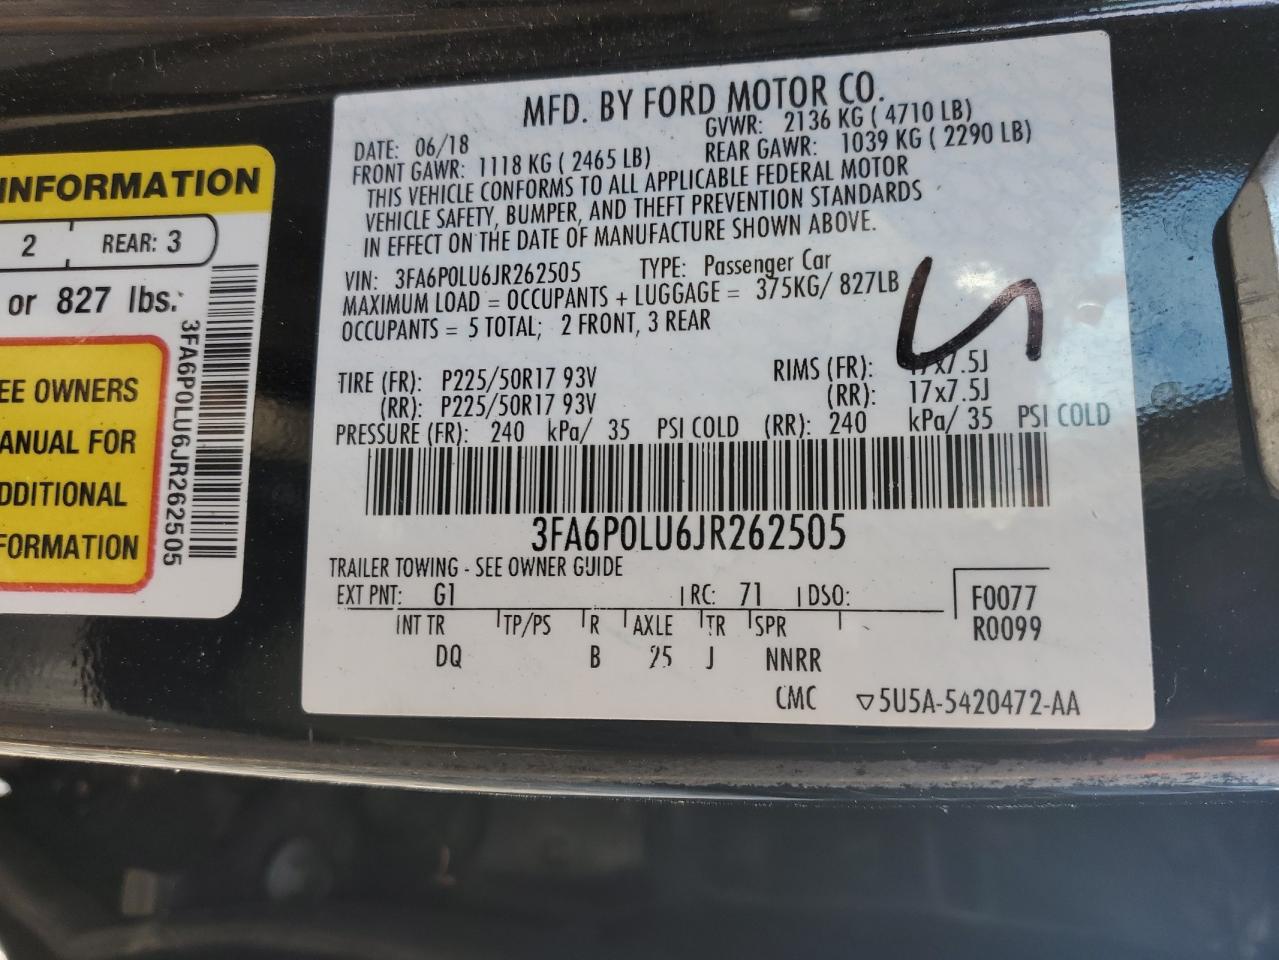 INFORMATION
2 REAR: 3
or 827 lbs.
OWNERS
FOR
3FA6P0LU6JR262505
MFD. BY FORD MOTOR CO.
DATE: 06/18 GVWR: 2136 KG ( 4710 LB)
FRONT GAWR: 1118 KG ( 2465 LB) REAR GAWR: 1039 KG ( 2290 LB)
THIS VEHICLE CONFORMS TO ALL APPLICABLE FEDERAL MOTOR
VEHICLE SAFETY, BUMPER, AND THEFT PREVENTION STANDARDS
IN EFFECT ON THE DATE OF MANUFACTURE SHOWN ABOVE.
VIN: 3FA6P0LU6JR262505 TYPE: Passenger Car
MAXIMUM LOAD = OCCUPANTS + LUGGAGE = 375KG/ 827LB
OCCUPANTS = 5 TOTAL; 2 FRONT, 3 REAR
TIRE (FR): P225/50R17 93V RIMS (FR): 17x7.5J
(RR): P225/50R17 93V (RR): 17x7.5J
PRESSURE (FR): 240 kPa/ 35 PSI COLD (RR): 240 kPa/ 35 PSI COLD
3FA6P0LU6JR262505
TRAILER TOWING - SEE OWNER GUIDE
EXT PNT: G1 RC: 71 DSO: F0077
INT TR TP/PS R AXLE TR SPR R0099
DQ B 25 J NNRR
CMC ▽5U5A-5420472-AA